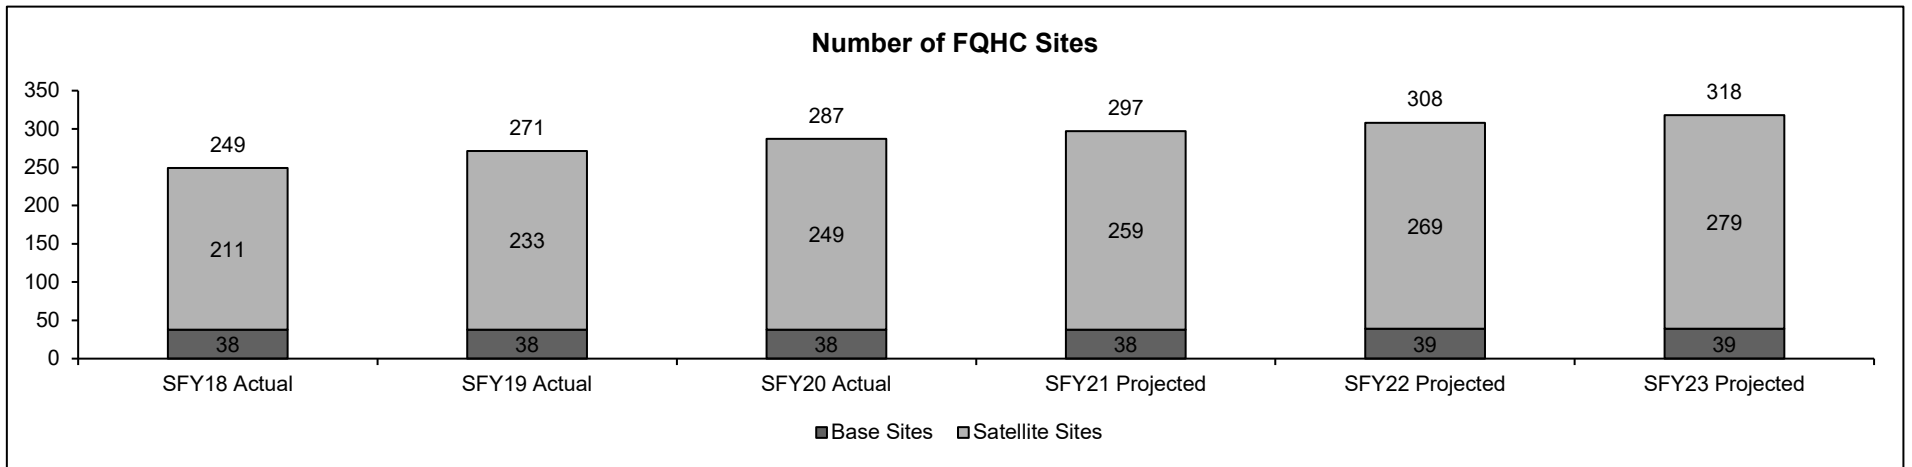 Number of FQHC Sites
350
300
250
200
150
100
50
0
249
271
287
297
308
318
211
233
249
259
269
279
38
38
38
38
39
39
SFY18 Actual
SFY19 Actual
SFY20 Actual
SFY21 Projected
SFY22 Projected
SFY23 Projected
Base Sites
Satellite Sites